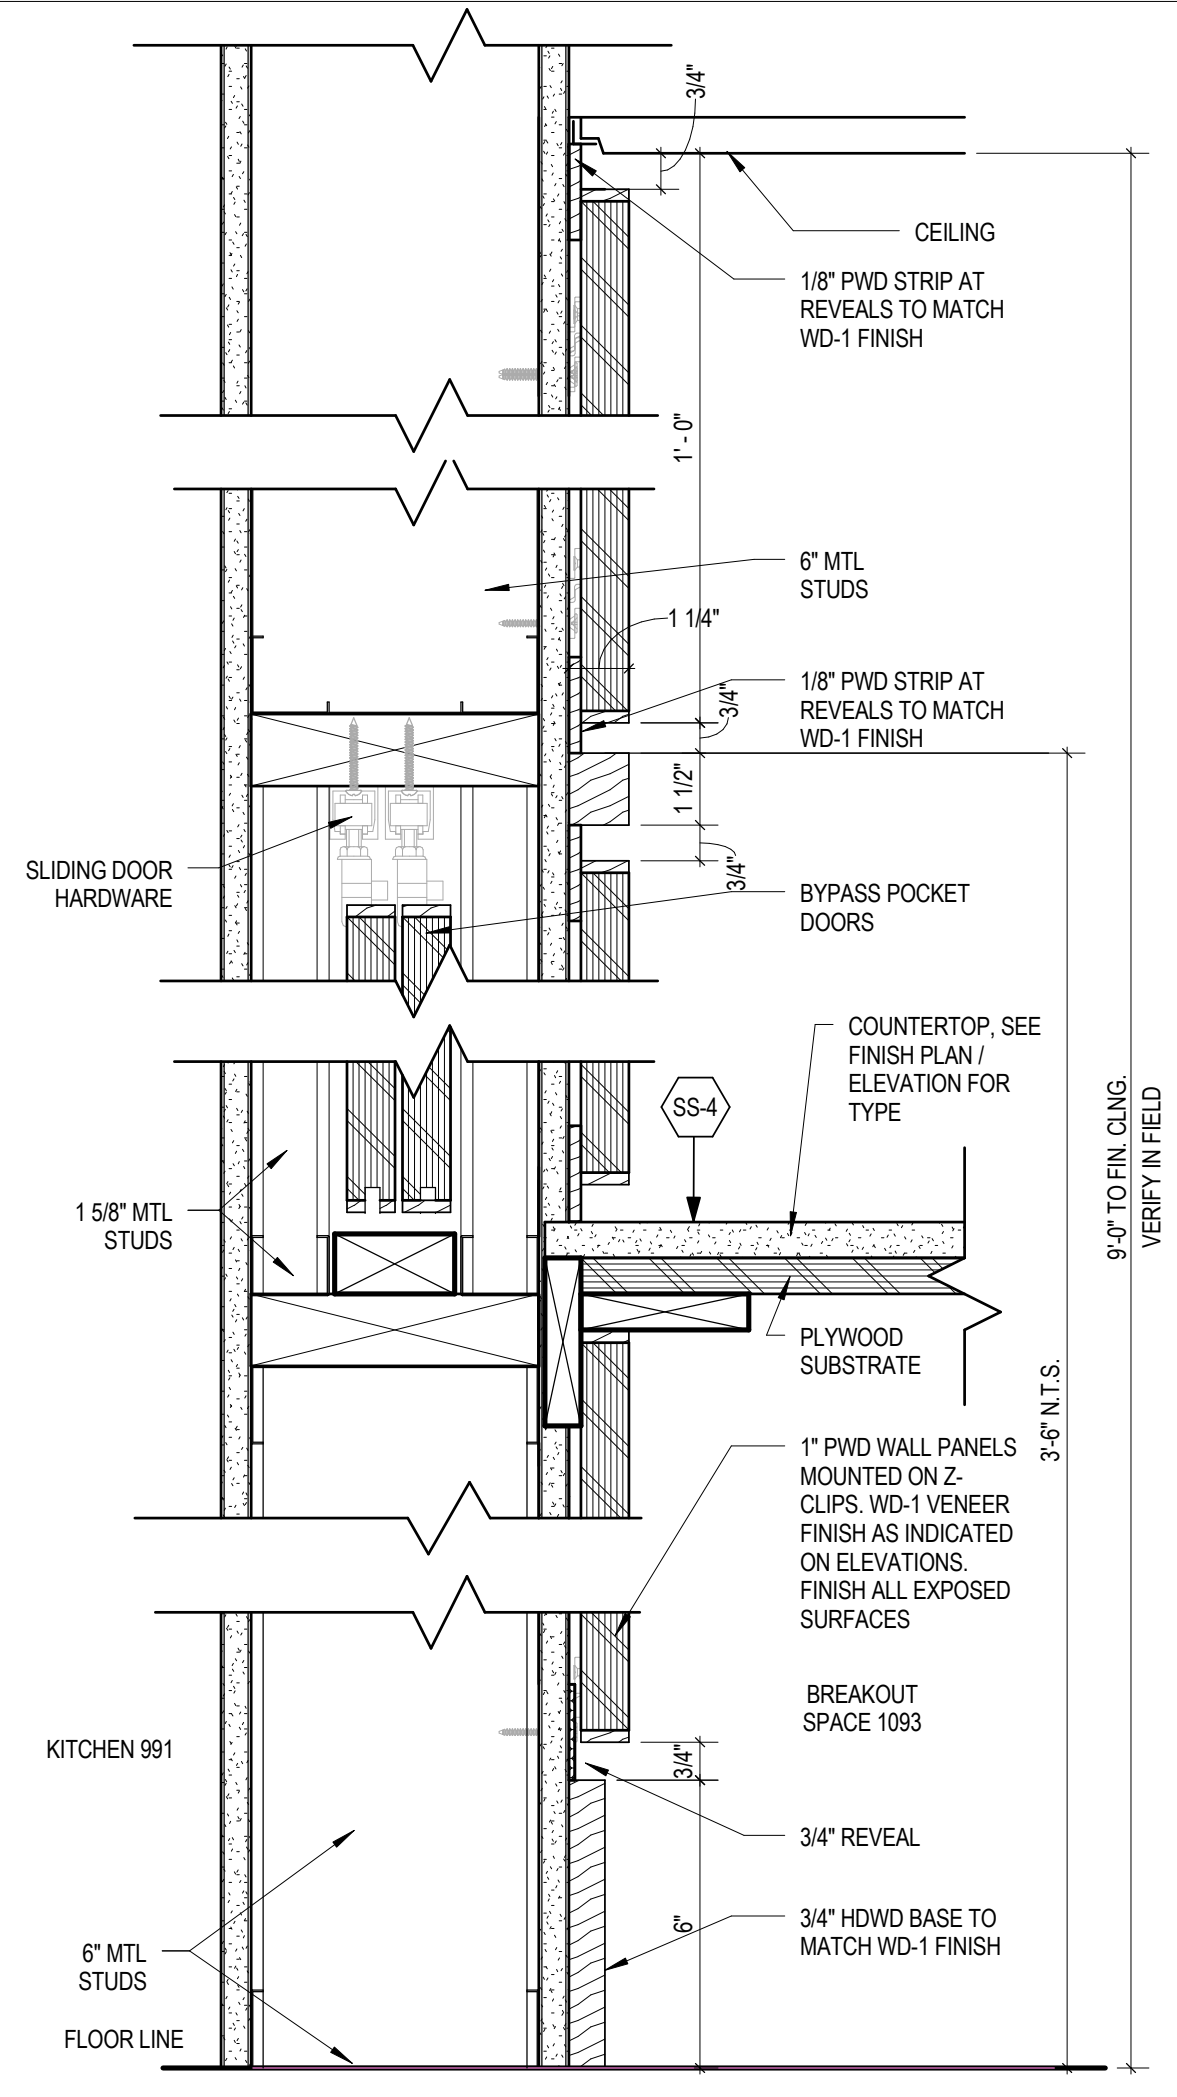 3/4"
CEILING
1/8" PWD STRIP AT
REVEALS TO MATCH
WD-1 FINISH
1' - 0"
6" MTL
STUDS
1 1/4"
1/8" PWD STRIP AT
REVEALS TO MATCH
WD-1 FINISH
3/4"
1 1/2"
3/4"
SLIDING DOOR
HARDWARE
BYPASS POCKET
DOORS
COUNTERTOP, SEE
FINISH PLAN /
ELEVATION FOR
TYPE
SS-4
9'-0" TO FIN. CLNG.
VERIFY IN FIELD
1 5/8" MTL
STUDS
PLYWOOD
SUBSTRATE
3'-6" N.T.S.
1" PWD WALL PANELS
MOUNTED ON Z-
CLIPS. WD-1 VENEER
FINISH AS INDICATED
ON ELEVATIONS.
FINISH ALL EXPOSED
SURFACES
BREAKOUT
SPACE 1093
KITCHEN 991
3/4"
3/4" REVEAL
6"
3/4" HDWD BASE TO
MATCH WD-1 FINISH
6" MTL
STUDS
FLOOR LINE